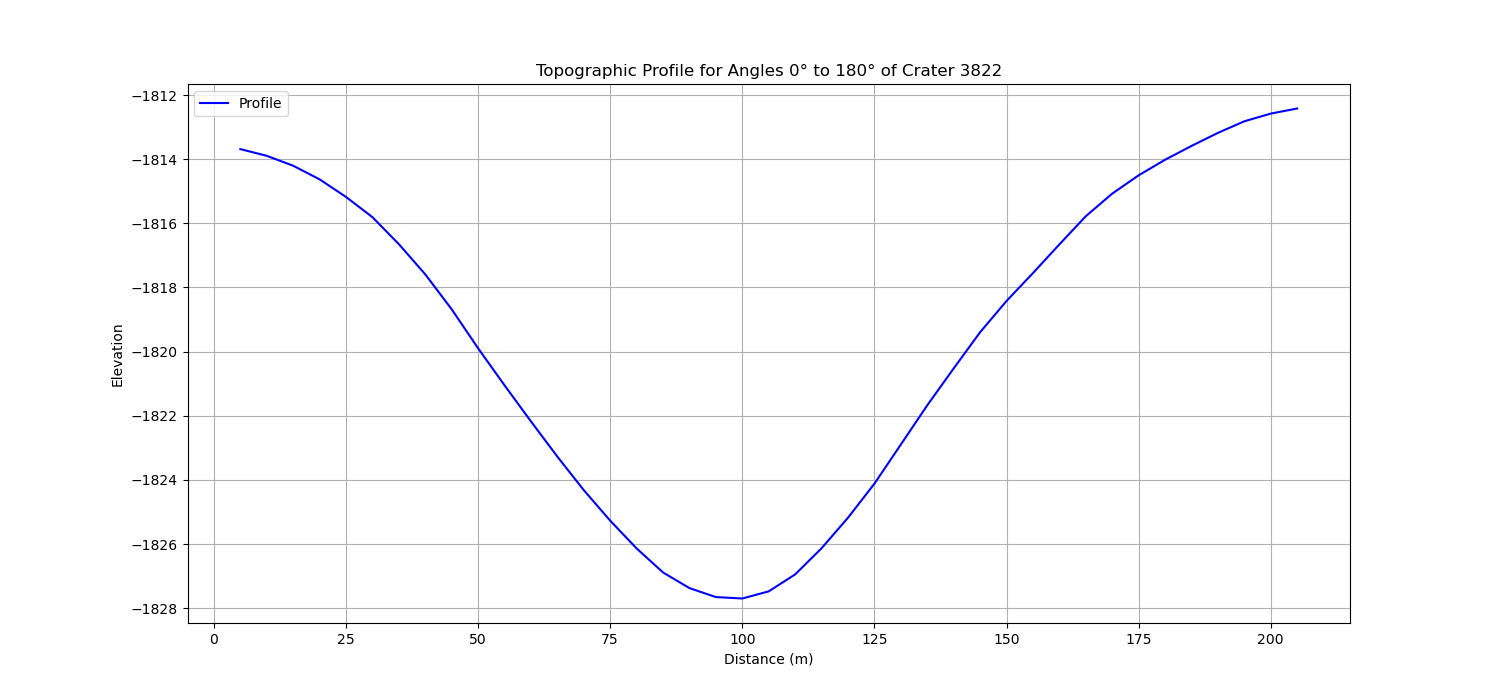 Topographic Profile for Angles 0° to 180° of Crater 3822
Profile
−1812
−1814
−1816
−1818
−1820
−1822
−1824
−1826
−1828
Elevation
0 25 50 75 100 125 150 175 200
Distance (m)